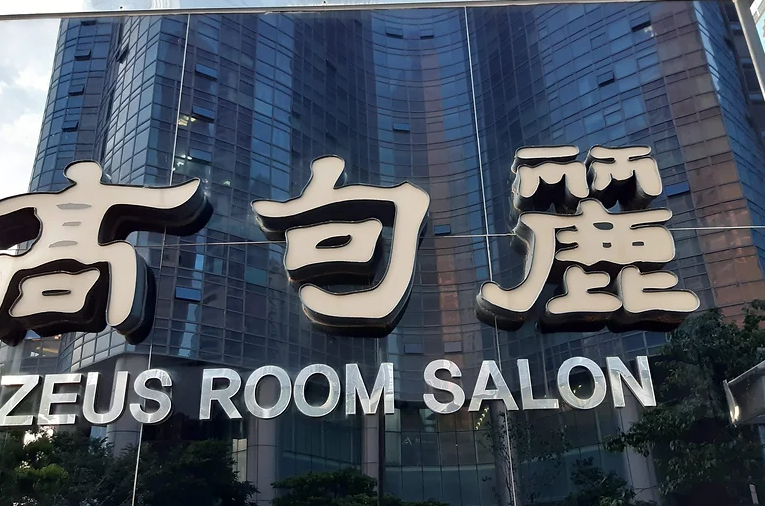 高句麗
ZEUS ROOM SALON